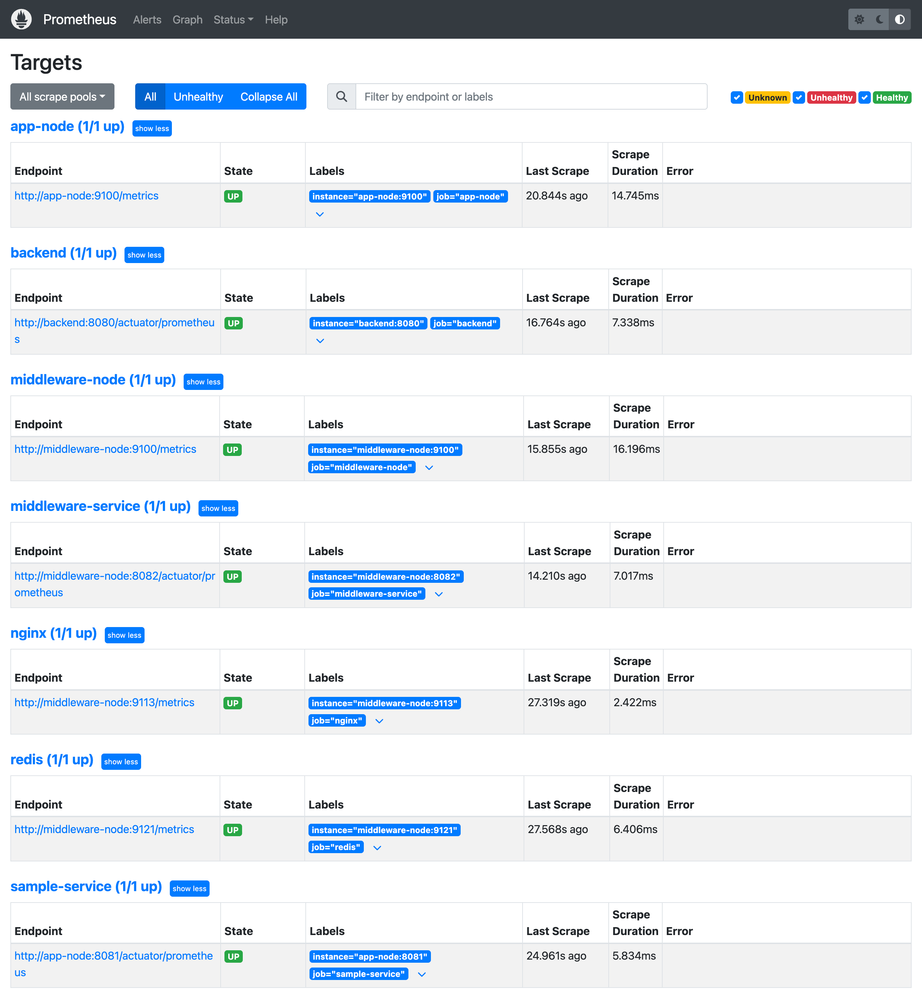 Prometheus Alerts Graph Status Help
Targets
All scrape pools All Unhealthy Collapse All Filter by endpoint or labels Unknown Unhealthy Healthy
app-node (1/1 up) show less
Endpoint State Labels Last Scrape Scrape Duration Error
http://app-node:9100/metrics UP instance="app-node:9100" job="app-node" 20.844s ago 14.745ms
backend (1/1 up) show less
Endpoint State Labels Last Scrape Scrape Duration Error
http://backend:8080/actuator/prometheu
s UP instance="backend:8080" job="backend" 16.764s ago 7.338ms
middleware-node (1/1 up) show less
Endpoint State Labels Last Scrape Scrape Duration Error
http://middleware-node:9100/metrics UP instance="middleware-node:9100" 15.855s ago 16.196ms
job="middleware-node"
middleware-service (1/1 up) show less
Endpoint State Labels Last Scrape Scrape Duration Error
http://middleware-node:8082/actuator/pr UP instance="middleware-node:8082" 14.210s ago 7.017ms
ometheus job="middleware-service"
nginx (1/1 up) show less
Endpoint State Labels Last Scrape Scrape Duration Error
http://middleware-node:9113/metrics UP instance="middleware-node:9113" 27.319s ago 2.422ms
job="nginx"
redis (1/1 up) show less
Endpoint State Labels Last Scrape Scrape Duration Error
http://middleware-node:9121/metrics UP instance="middleware-node:9121" 27.568s ago 6.406ms
job="redis"
sample-service (1/1 up) show less
Endpoint State Labels Last Scrape Scrape Duration Error
http://app-node:8081/actuator/promethe UP instance="app-node:8081" 24.961s ago 5.834ms
us job="sample-service"